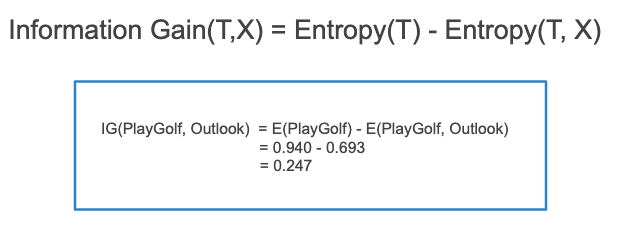 Information Gain(T,X) = Entropy(T) - Entropy(T, X)
IG(PlayGolf, Outlook) = E(PlayGolf) - E(PlayGolf, Outlook)
= 0.940 - 0.693
= 0.247